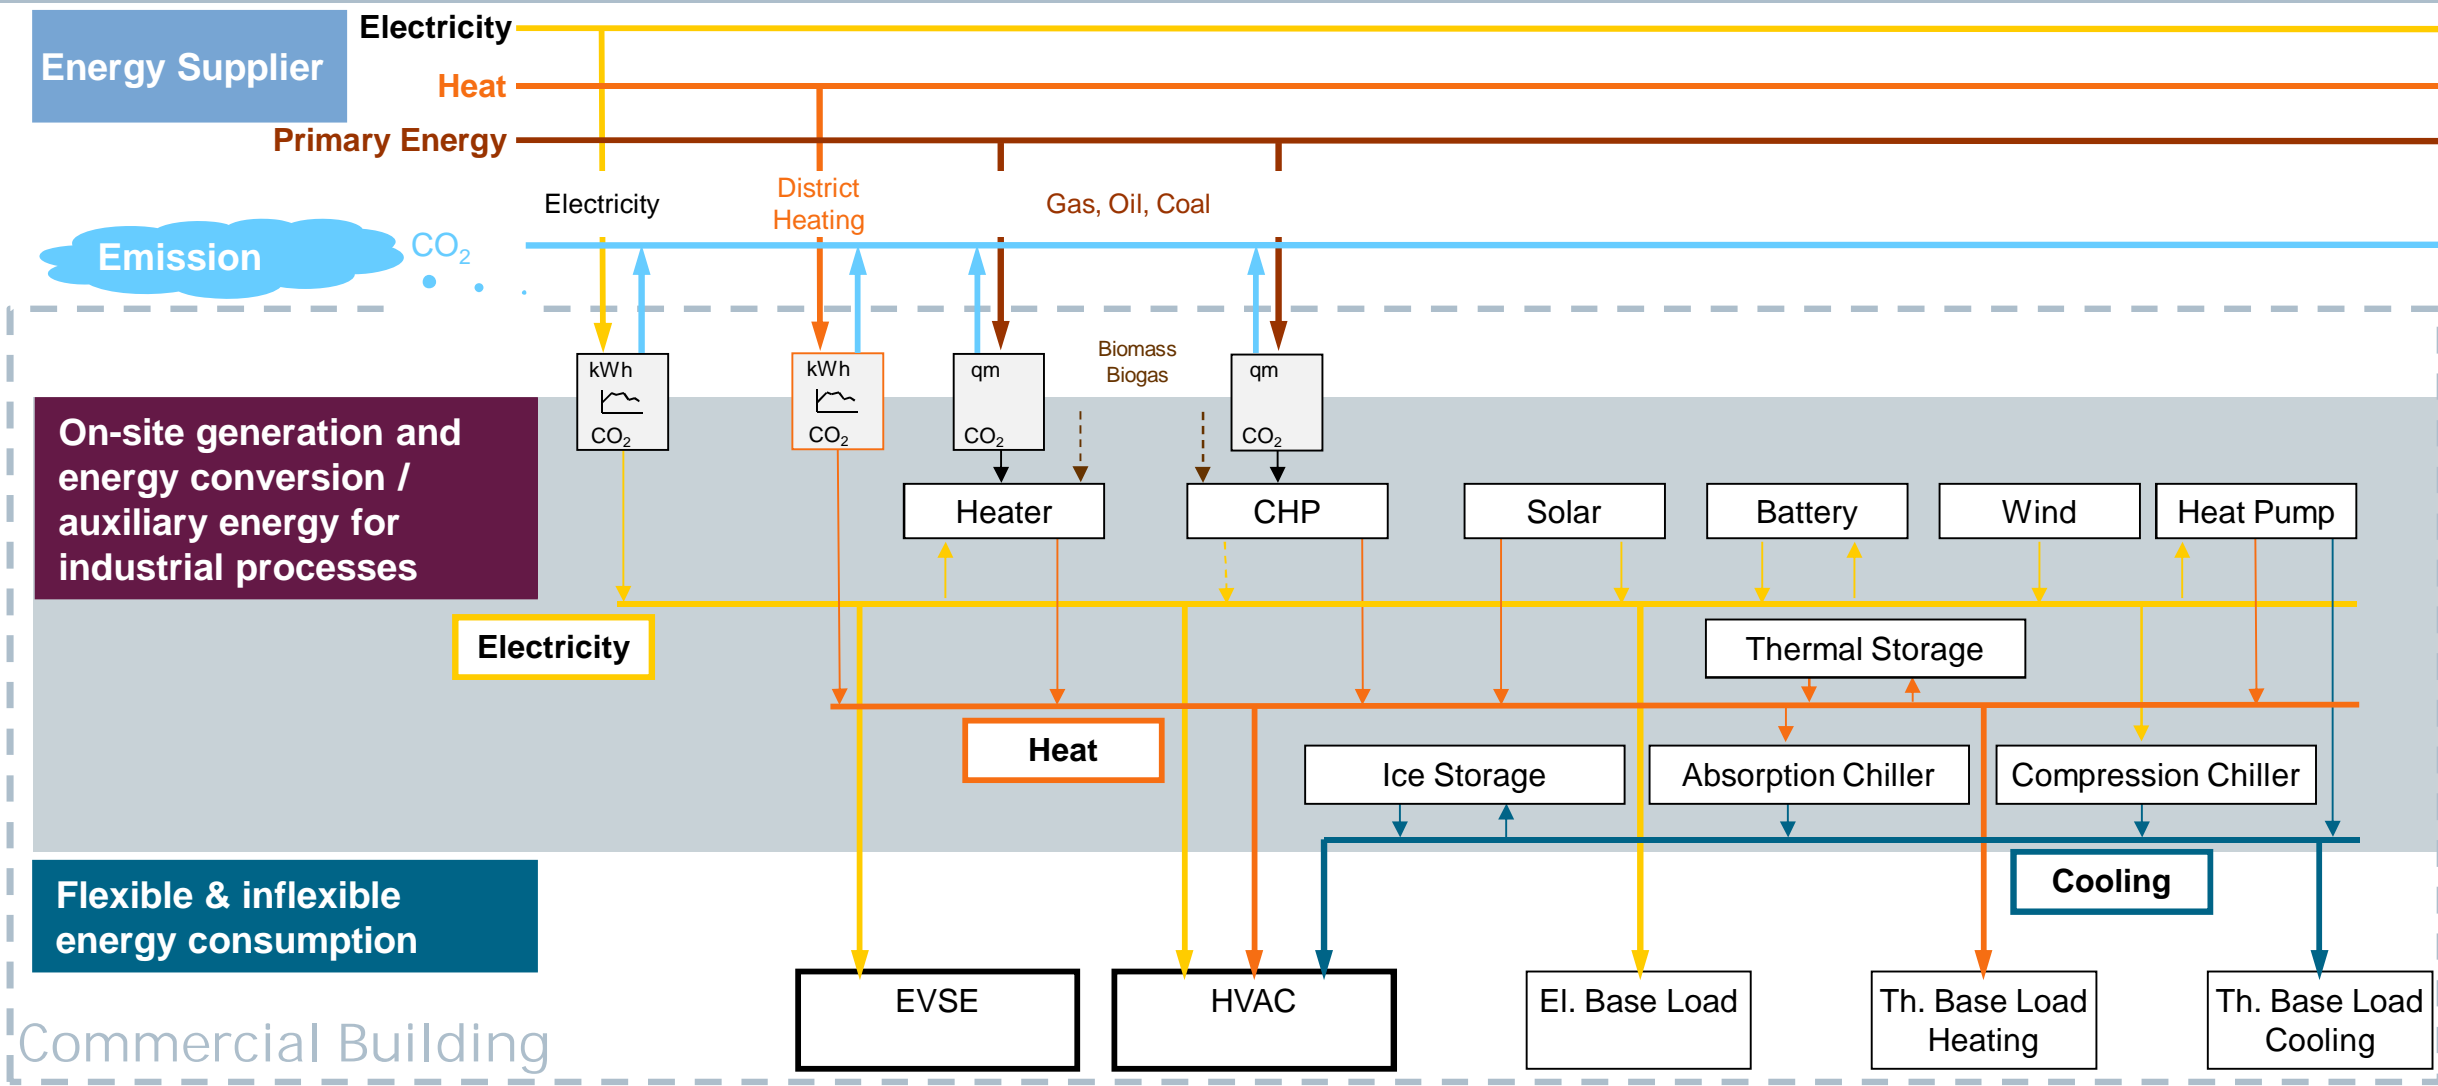 Electricity
Energy Supplier
Heat
Primary Energy
Electricity
District
Heating
Gas, Oil, Coal
Emission
CO₂
kWh
CO₂
kWh
CO₂
qm
CO₂
Biomass
Biogas
qm
CO₂
On-site generation and
energy conversion /
auxiliary energy for
industrial processes
Heater
CHP
Solar
Battery
Wind
Heat Pump
Electricity
Thermal Storage
Heat
Ice Storage
Absorption Chiller
Compression Chiller
Cooling
Flexible & inflexible
energy consumption
EVSE
HVAC
El. Base Load
Th. Base Load
Heating
Th. Base Load
Cooling
Commercial Building